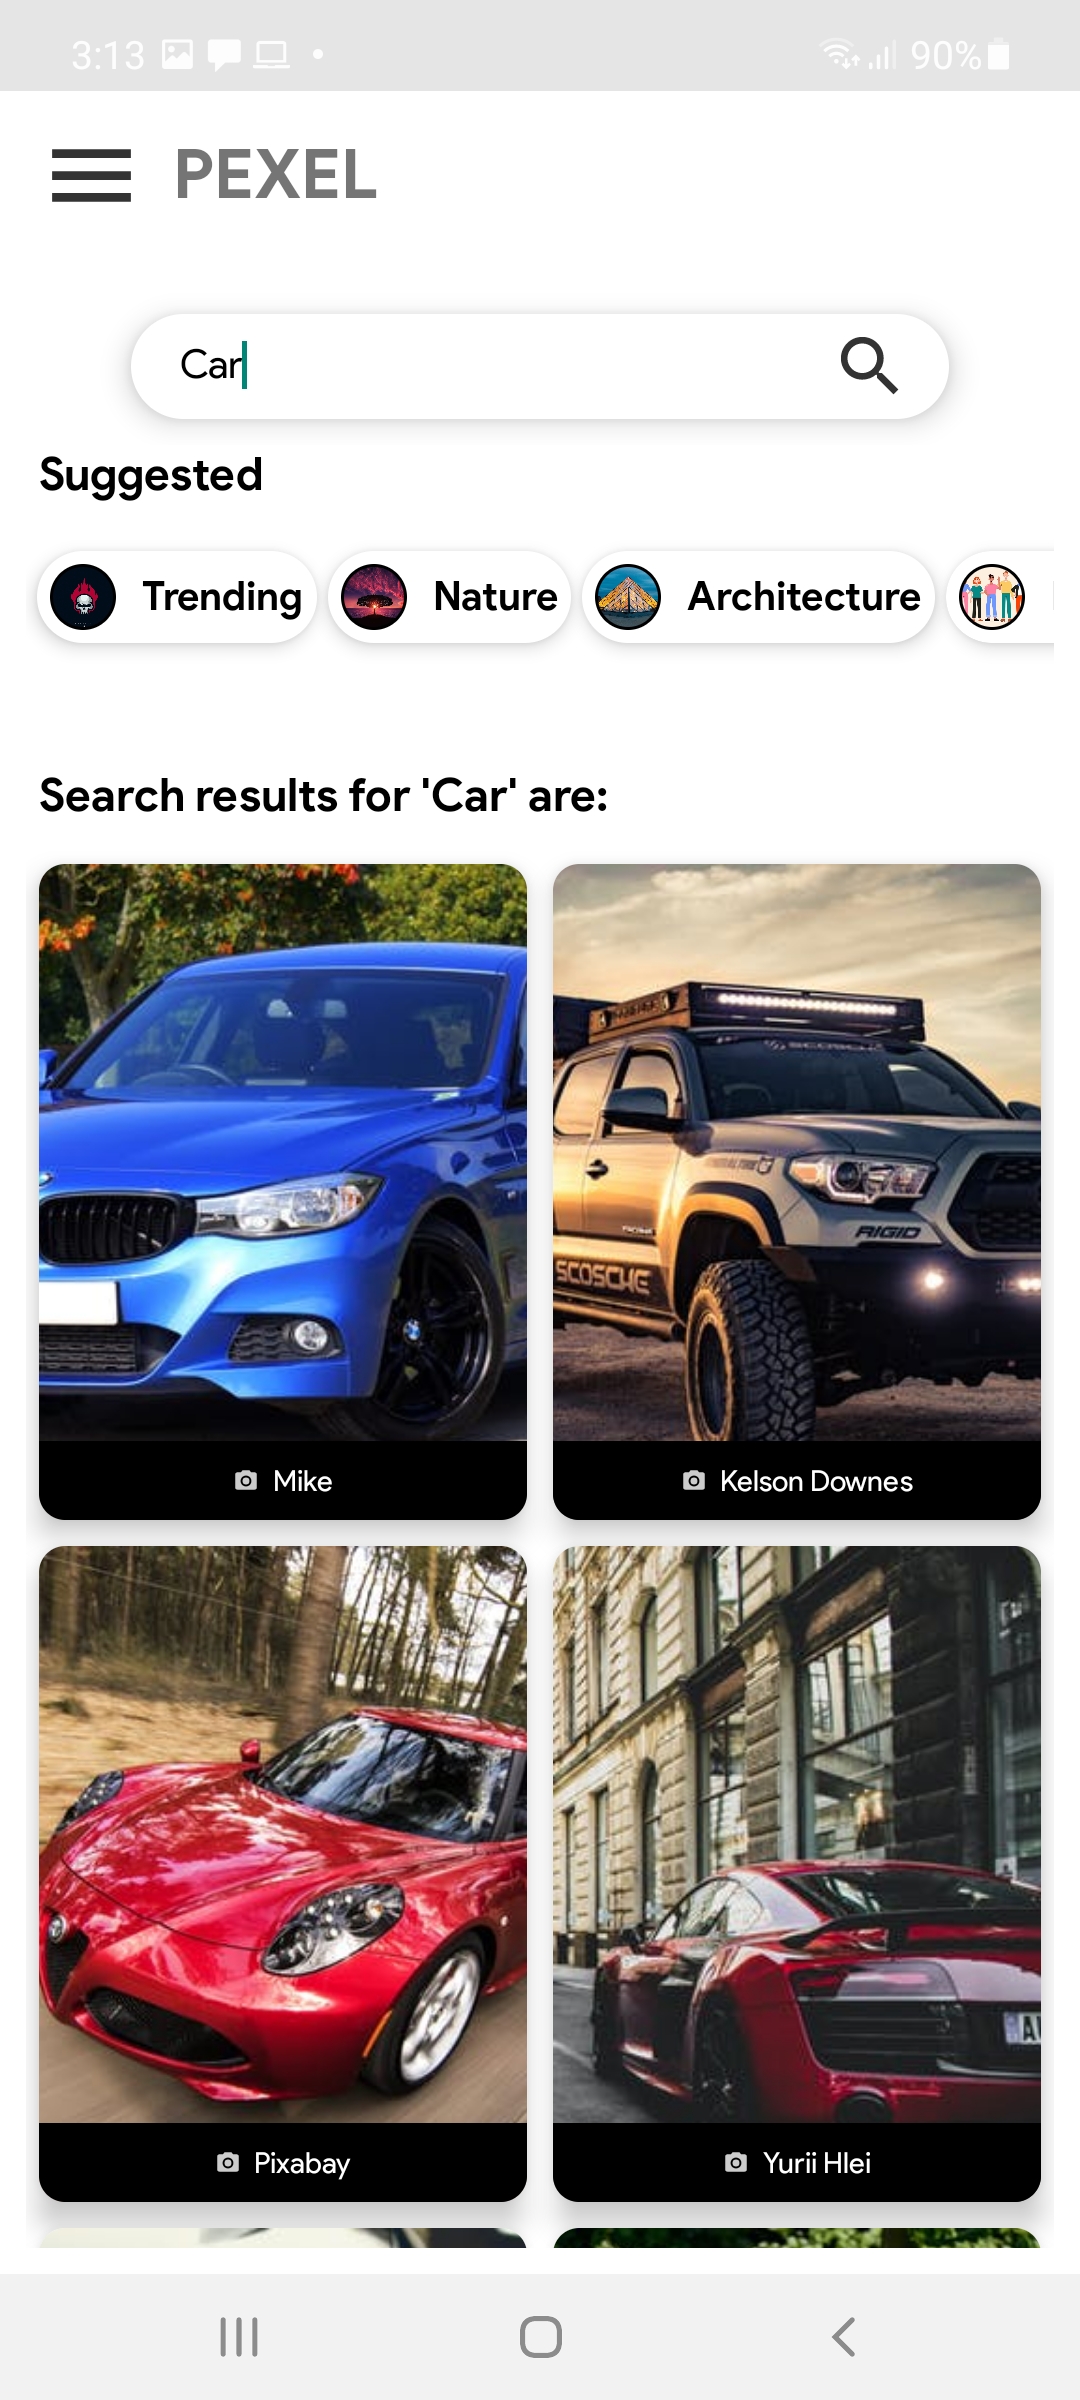 3:13 90%
PEXEL
Car
Suggested
Trending Nature Architecture
Search results for 'Car' are:
SCOSCHE
RIGID
SCOSCHE
Mike Kelson Downes
Pixabay Yurii Hlei